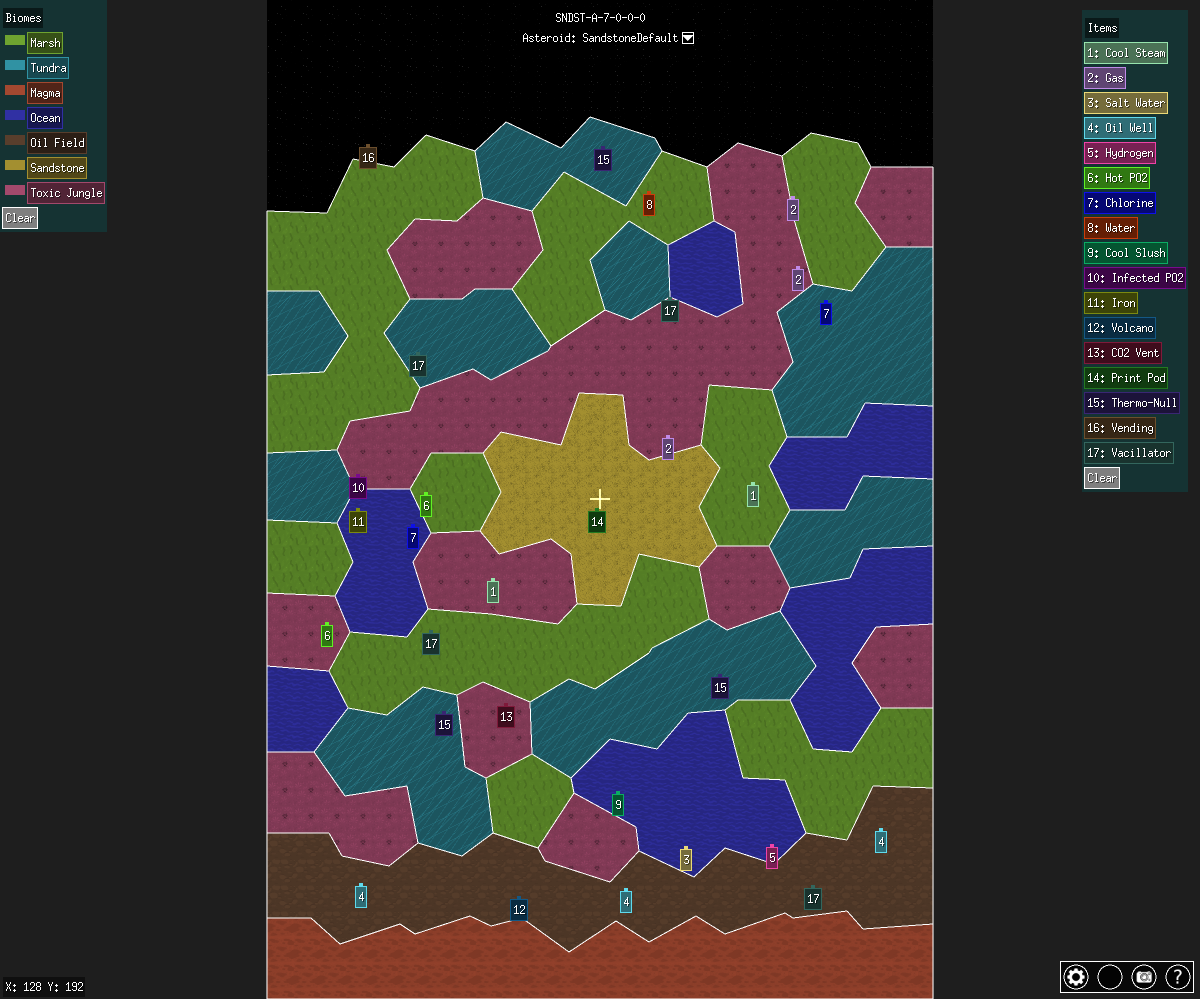 SNDST-A-7-0-0-0
Asteroid: SandstoneDefault
Biomes
Marsh
Tundra
Magma
Ocean
Oil Field
Sandstone
Toxic Jungle
Clear
Items
1: Cool Steam
2: Gas
3: Salt Water
4: Oil Well
5: Hydrogen
6: Hot PO2
7: Chlorine
8: Water
9: Cool Slush
10: Infected PO2
11: Iron
12: Volcano
13: CO2 Vent
14: Print Pod
15: Thermo-Null
16: Vending
17: Vacillator
Clear
16
15
8
2
2
17
7
17
2
10
6
1
11
14
7
1
6
17
15
13
15
9
4
3
5
4
4
17
12
X: 128 Y: 192
?